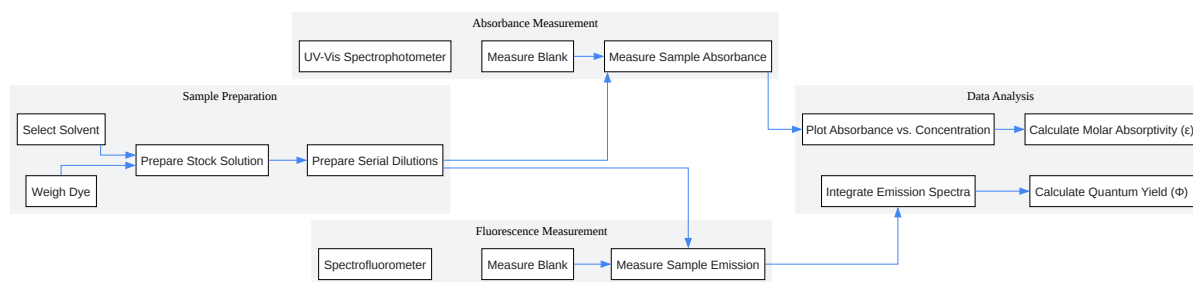 Absorbance Measurement
UV-Vis Spectrophotometer
Measure Blank
Measure Sample Absorbance
Sample Preparation
Select Solvent
Prepare Stock Solution
Prepare Serial Dilutions
Weigh Dye
Data Analysis
Plot Absorbance vs. Concentration
Calculate Molar Absorptivity (ε)
Integrate Emission Spectra
Calculate Quantum Yield (Φ)
Fluorescence Measurement
Spectrofluorometer
Measure Blank
Measure Sample Emission